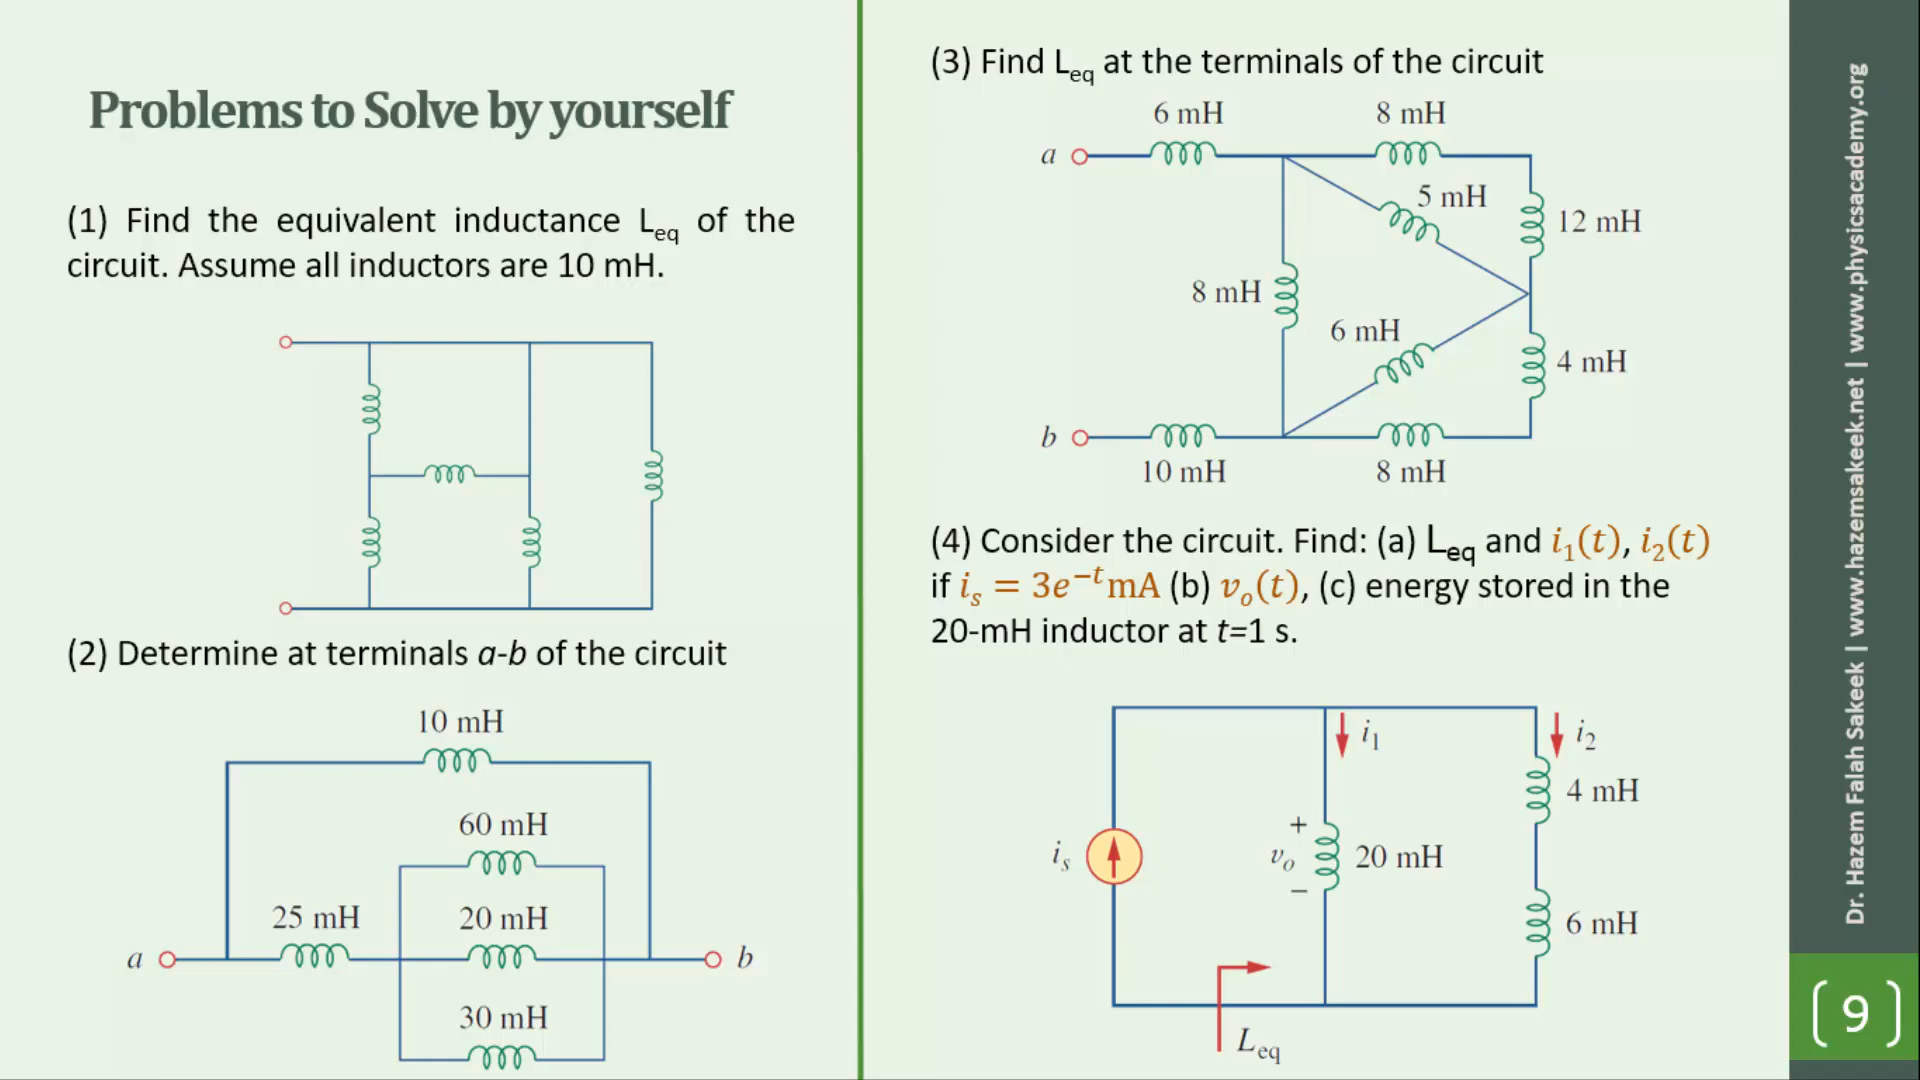 Problems to Solve by yourself
(1) Find the equivalent inductance Leq of the
circuit. Assume all inductors are 10 mH.
(2) Determine at terminals a-b of the circuit
10 mH
60 mH
25 mH
20 mH
a
b
30 mH
(3) Find Leq at the terminals of the circuit
6 mH
8 mH
a
5 mH
12 mH
8 mH
6 mH
4 mH
b
10 mH
8 mH
(4) Consider the circuit. Find: (a) Leq and i₁(t), i₂(t)
if iₛ = 3e⁻ᵗmA (b) vₒ(t), (c) energy stored in the
20-mH inductor at t=1 s.
i₁
i₂
4 mH
+
iₛ
vₒ
20 mH
−
6 mH
Leq
Dr. Hazem Falah Sakeek | www.hazemsakeek.net | www.physicsacademy.org
[ 9 ]